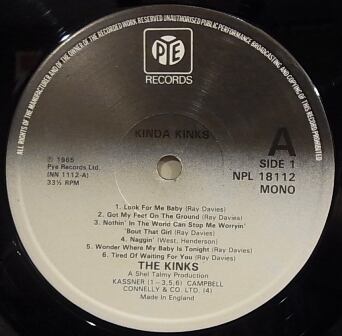 ALL RIGHTS OF THE MANUFACTURER AND OF THE OWNER OF THE RECORDED WORK RESERVED UNAUTHORISED PUBLIC PERFORMANCE BROADCASTING AND COPYING OF THIS RECORD PROHIBITED
PYE
RECORDS
KINDA KINKS
A
℗ 1965
Pye Records Ltd.
(NN 1112-A)
33⅓ RPM
SIDE 1
NPL 18112
MONO
1. Look For Me Baby (Ray Davies)
2. Got My Feet On The Ground (Ray Davies)
3. Nothin' In The World Can Stop Me Worryin'
'Bout That Girl (Ray Davies)
4. Naggin' (West, Henderson)
5. Wonder Where My Baby Is Tonight (Ray Davies)
6. Tired Of Waiting For You (Ray Davies)
THE KINKS
A Shel Talmy Production
KASSNER (1-3,5,6) CAMPBELL
CONNELLY & CO. LTD. (4)
Made In England